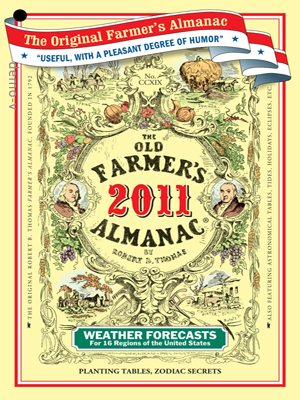 The Original Farmer's Almanac
"USEFUL, WITH A PLEASANT DEGREE OF HUMOR"
No.
CCXIX
THE
OLD
FARMER'S
2011
ALMANAC®
BY
ROBERT B. THOMAS
THE ORIGINAL ROBERT B. THOMAS FARMER'S ALMANAC, FOUNDED IN 1792
ALSO FEATURING ASTRONOMICAL TABLES, TIDES, HOLIDAYS, ECLIPSES, ETC.
WEATHER FORECASTS
For 16 Regions of the United States
PLANTING TABLES, ZODIAC SECRETS